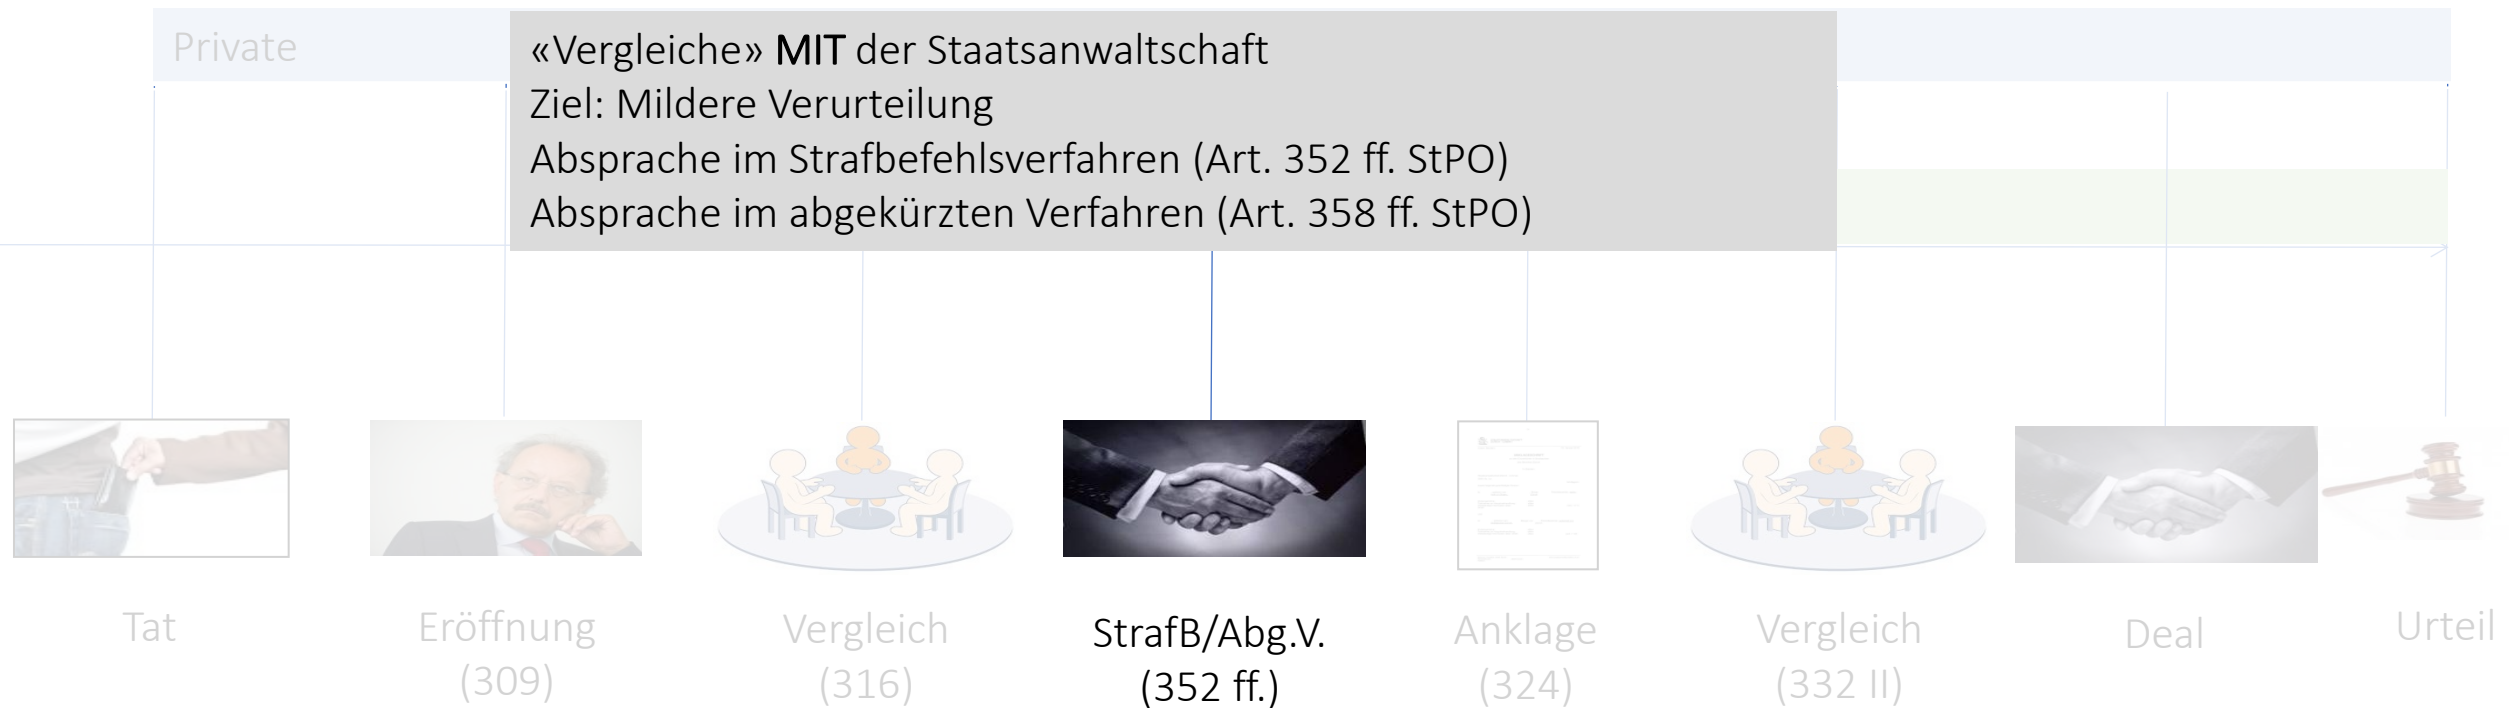 Private
«Vergleiche» MIT der Staatsanwaltschaft
Ziel: Mildere Verurteilung
Absprache im Strafbefehlsverfahren (Art. 352 ff. StPO)
Absprache im abgekürzten Verfahren (Art. 358 ff. StPO)
Tat
Eröffnung
(309)
Vergleich
(316)
StrafB/Abg.V.
(352 ff.)
Anklage
(324)
Vergleich
(332 II)
Deal
Urteil